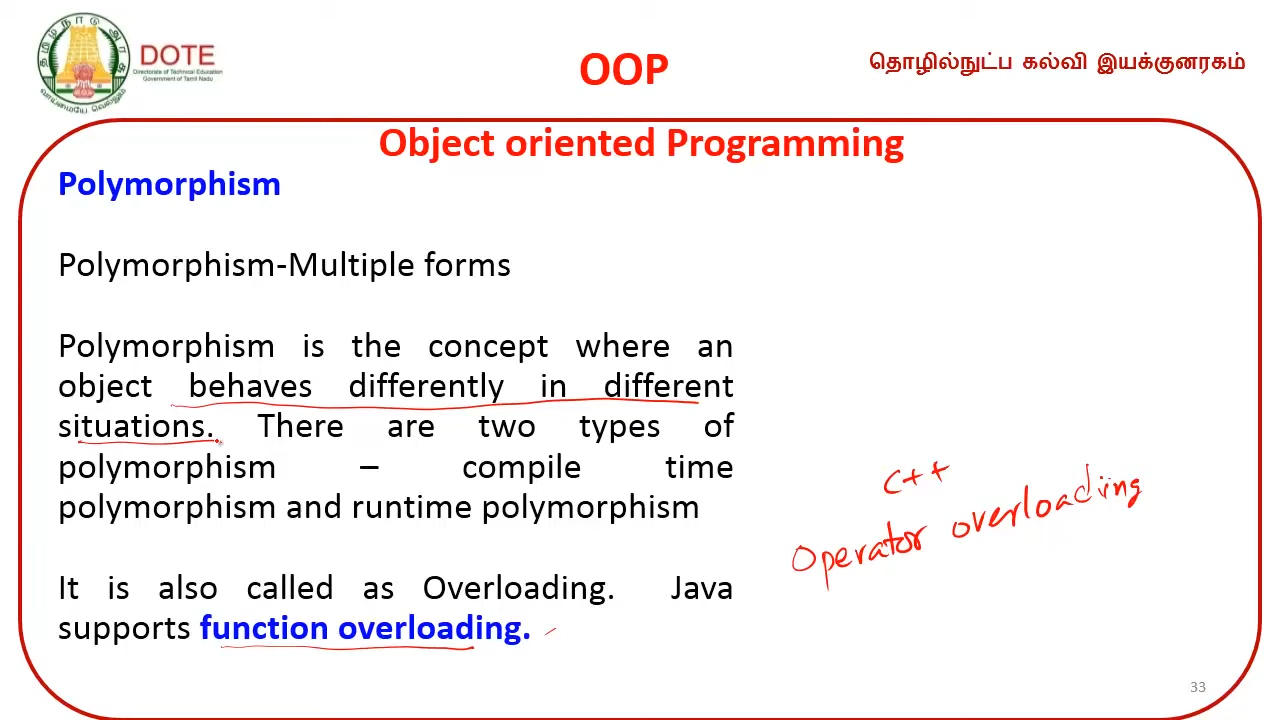 DOTE
Directorate of Technical Education
Government of Tamil Nadu
OOP
தொழில்நுட்ப கல்வி இயக்குனரகம்
Object oriented Programming
Polymorphism
Polymorphism-Multiple forms
Polymorphism is the concept where an
object behaves differently in different
situations. There are two types of
polymorphism – compile time
polymorphism and runtime polymorphism
It is also called as Overloading. Java
supports function overloading.
C++
Operator overloading
33